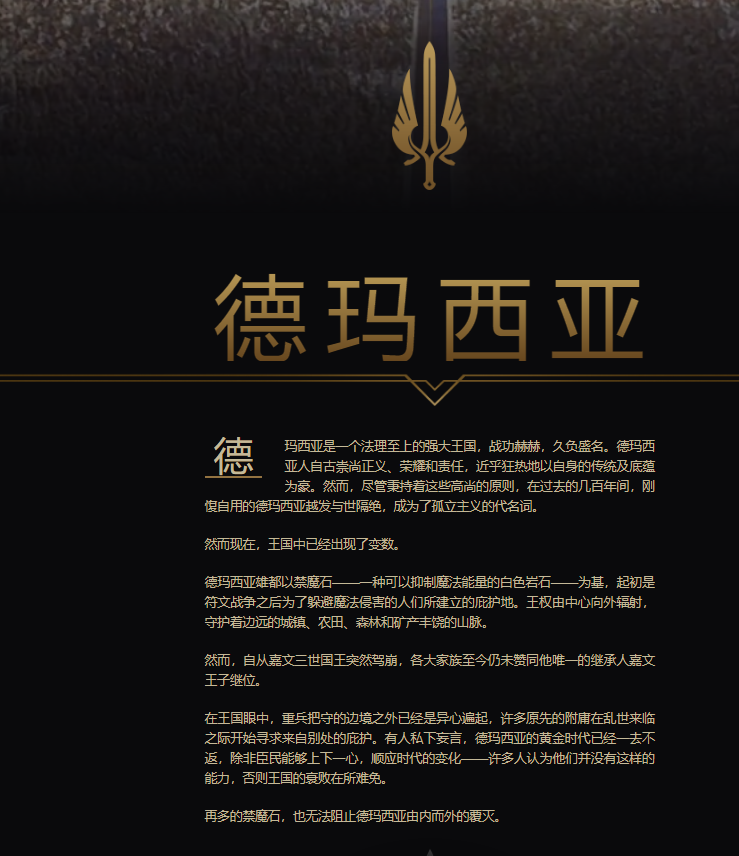 德玛西亚
德玛西亚是一个法理至上的强大王国，战功赫赫，久负盛名。德玛西
亚人自古崇尚正义、荣耀和责任，近乎狂热地以自身的传统及底蕴
为豪。然而，尽管秉持着这些高尚的原则，在过去的几百年间，刚
愎自用的德玛西亚越发与世隔绝，成为了孤立主义的代名词。
然而现在，王国中已经出现了变数。
德玛西亚雄都以禁魔石——一种可以抑制魔法能量的白色岩石——为基，起初是
符文战争之后为了躲避魔法侵害的人们所建立的庇护地。王权由中心向外辐射，
守护着边远的城镇、农田、森林和矿产丰饶的山脉。
然而，自从嘉文三世国王突然驾崩，各大家族至今仍未赞同他唯一的继承人嘉文
王子继位。
在王国眼中，重兵把守的边境之外已经是异心遍起，许多原先的附庸在乱世来临
之际开始寻求来自别处的庇护。有人私下妄言，德玛西亚的黄金时代已经一去不
返，除非臣民能够上下一心，顺应时代的变化——许多人认为他们并没有这样的
能力，否则王国的衰败在所难免。
再多的禁魔石，也无法阻止德玛西亚由内而外的覆灭。